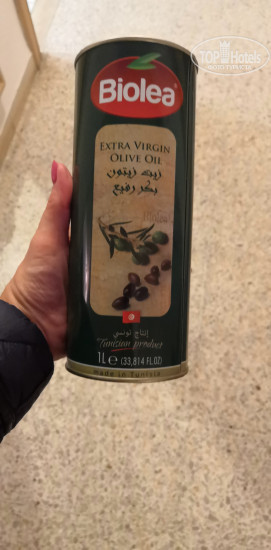 TOP Hotels
Biolea
EXTRA VIRGIN
OLIVE OIL
زيت زيتون
بكر رفيع
إنتاج تونسي
Tunisian product
1L ℮ (33,814 FL.OZ)
made in Tunisia